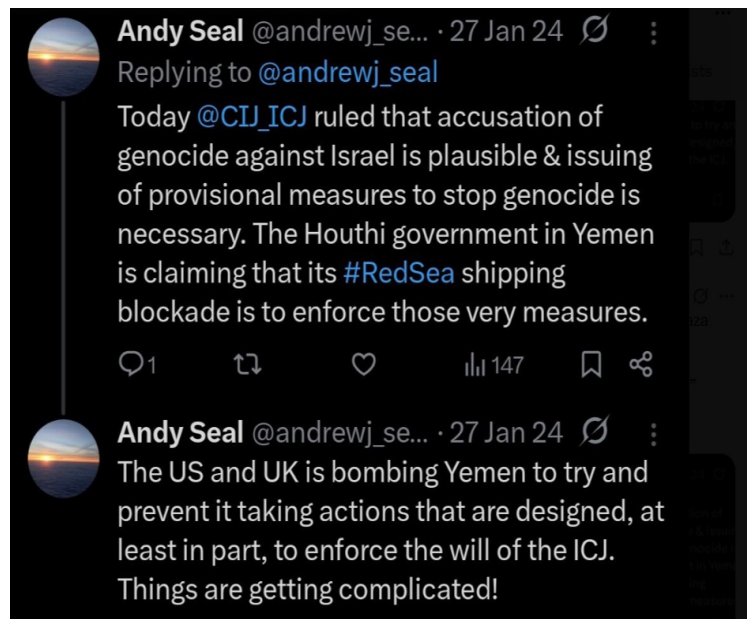 Andy Seal @andrewj_se... · 27 Jan 24
Replying to @andrewj_seal
Today @CIJ_ICJ ruled that accusation of
genocide against Israel is plausible & issuing
of provisional measures to stop genocide is
necessary. The Houthi government in Yemen
is claiming that its #RedSea shipping
blockade is to enforce those very measures.
1 147
Andy Seal @andrewj_se... · 27 Jan 24
The US and UK is bombing Yemen to try and
prevent it taking actions that are designed, at
least in part, to enforce the will of the ICJ.
Things are getting complicated!